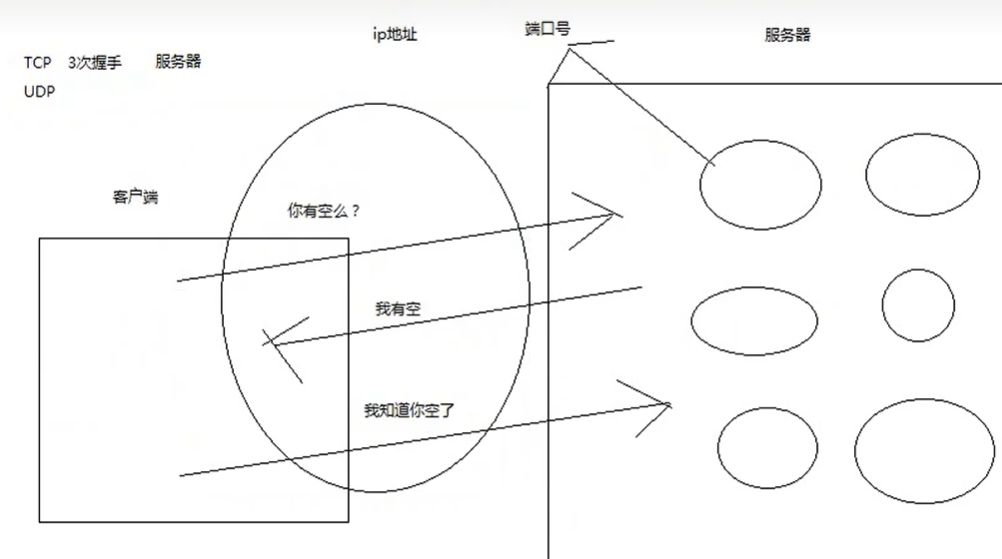 ip地址
端口号
服务器
TCP 3次握手 服务器
UDP
客户端
你有空么？
我有空
我知道你空了